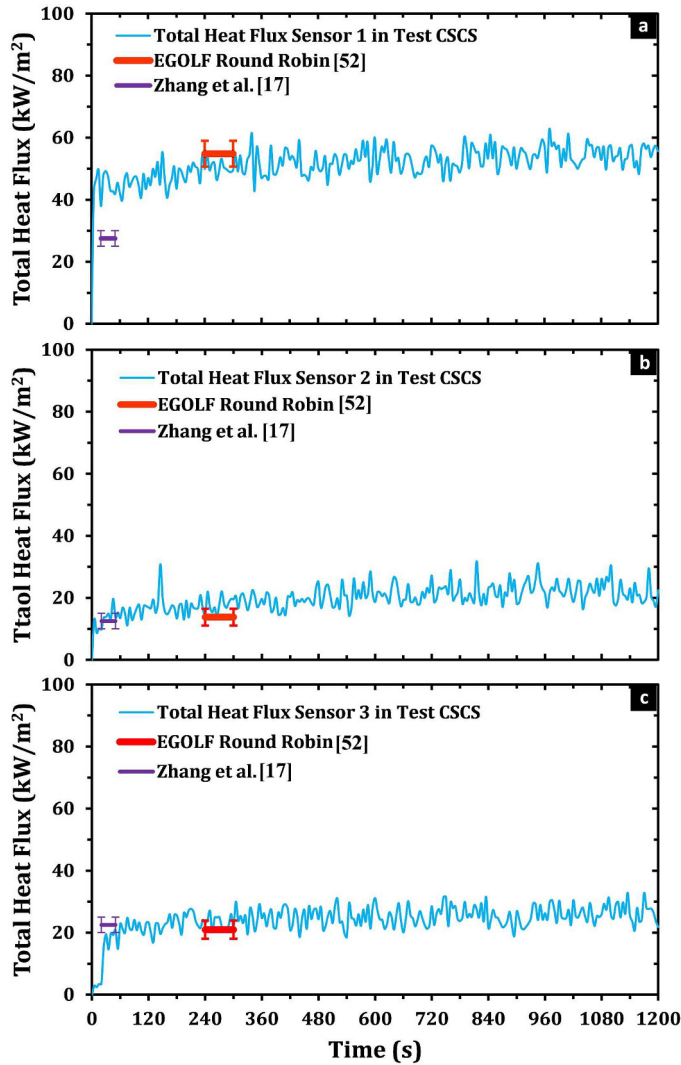 a
Total Heat Flux Sensor 1 in Test CSCS
EGOLF Round Robin [52]
Zhang et al. [17]
Total Heat Flux (kW/m²)
100
80
60
40
20
0
b
Total Heat Flux Sensor 2 in Test CSCS
EGOLF Round Robin [52]
Zhang et al. [17]
Ttaol Heat Flux (kW/m²)
100
80
60
40
20
0
c
Total Heat Flux Sensor 3 in Test CSCS
EGOLF Round Robin [52]
Zhang et al. [17]
Total Heat Flux (kW/m²)
100
80
60
40
20
0
0 120 240 360 480 600 720 840 960 1080 1200
Time (s)